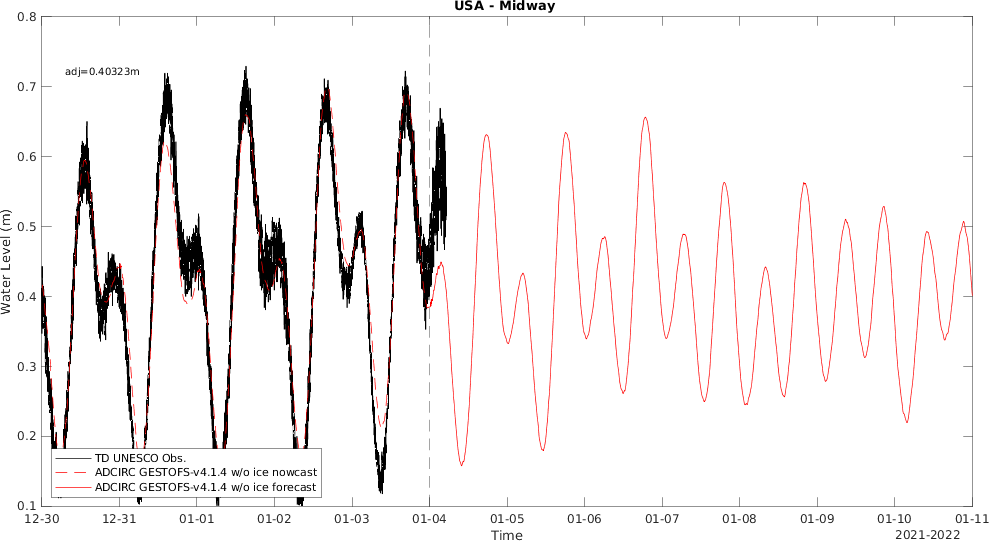 USA - Midway
adj=0.40323m
Water Level (m)
0.8
0.7
0.6
0.5
0.4
0.3
0.2
0.1
TD UNESCO Obs.
ADCIRC GESTOFS-v4.1.4 w/o ice nowcast
ADCIRC GESTOFS-v4.1.4 w/o ice forecast
12-30 12-31 01-01 01-02 01-03 01-04 01-05 01-06 01-07 01-08 01-09 01-10 01-11
Time
2021-2022